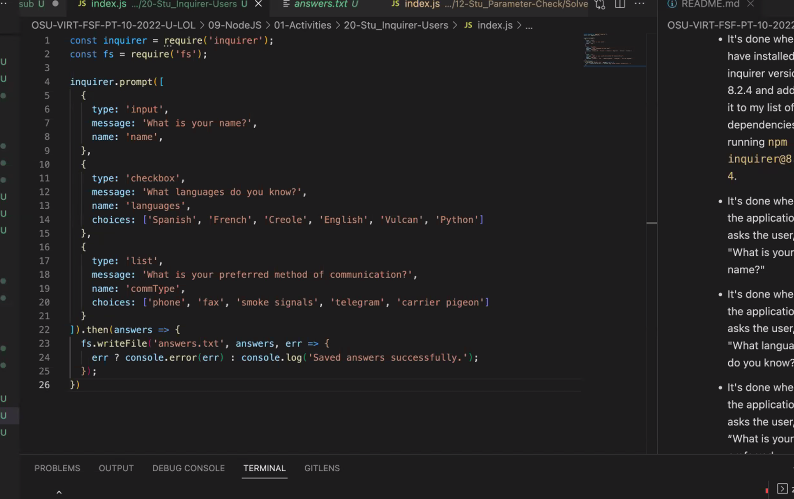 sub U
JS index.js .../20-Stu_Inquirer-Users U
answers.txt U
JS index.js .../12-Stu_Parameter-Check/Solve
README.md
OSU-VIRT-FSF-PT-10-2022-U-LOL > 09-NodeJS > 01-Activities > 20-Stu_Inquirer-Users > JS index.js > ...
OSU-VIRT-FSF-PT-10-2022
1 const inquirer = require('inquirer');
2 const fs = require('fs');
3
4 inquirer.prompt([
5 {
6 type: 'input',
7 message: 'What is your name?',
8 name: 'name',
9 },
10 {
11 type: 'checkbox',
12 message: 'What languages do you know?',
13 name: 'languages',
14 choices: ['Spanish', 'French', 'Creole', 'English', 'Vulcan', 'Python']
15 },
16 {
17 type: 'list',
18 message: 'What is your preferred method of communication?',
19 name: 'commType',
20 choices: ['phone', 'fax', 'smoke signals', 'telegram', 'carrier pigeon']
21 }
22 ]).then(answers => {
23 fs.writeFile('answers.txt', answers, err => {
24 err ? console.error(err) : console.log('Saved answers successfully.');
25 });
26 })
U
U
U
U
U
U
U
U
• It's done whe
have installed
inquirer versio
8.2.4 and add
it to my list of
dependencies
running npm
inquirer@8
4.
• It's done whe
the applicatio
asks the user,
"What is your
name?"
• It's done whe
the applicatio
asks the user,
"What langua
do you know?
• It's done whe
the applicatio
asks the user,
"What is your
PROBLEMS OUTPUT DEBUG CONSOLE TERMINAL GITLENS